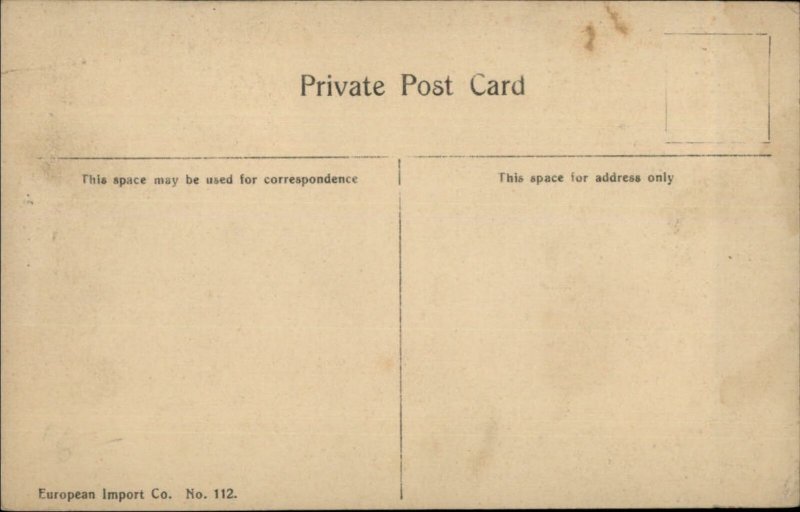 Private Post Card
This space may be used for correspondence
This space for address only
European Import Co. No. 112.